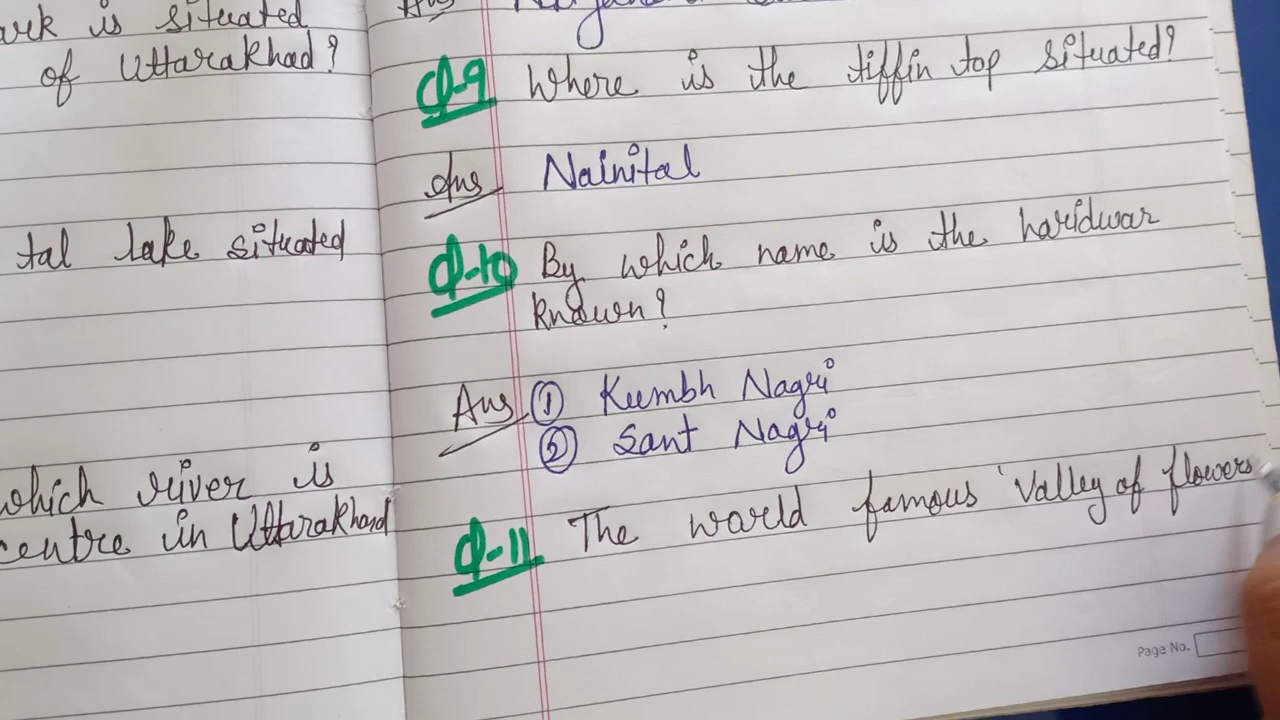 ark is situated
of Uttarakhad?
tal lake situated
which river is
centre in Uttarakhand
Ans
Q-9 Where is the tiffin top situated?
Ans Nainital
Q-10 By which name is the haridwar
known?
Ans ① Kumbh Nagri
② Sant Nagri
Q-11 The world famous 'Valley of flowers
Page No.